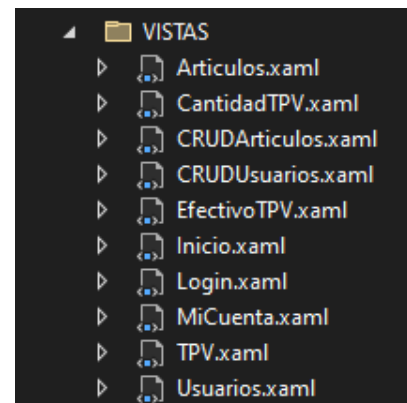 VISTAS
Articulos.xaml
CantidadTPV.xaml
CRUDArticulos.xaml
CRUDUsuarios.xaml
EfectivoTPV.xaml
Inicio.xaml
Login.xaml
MiCuenta.xaml
TPV.xaml
Usuarios.xaml